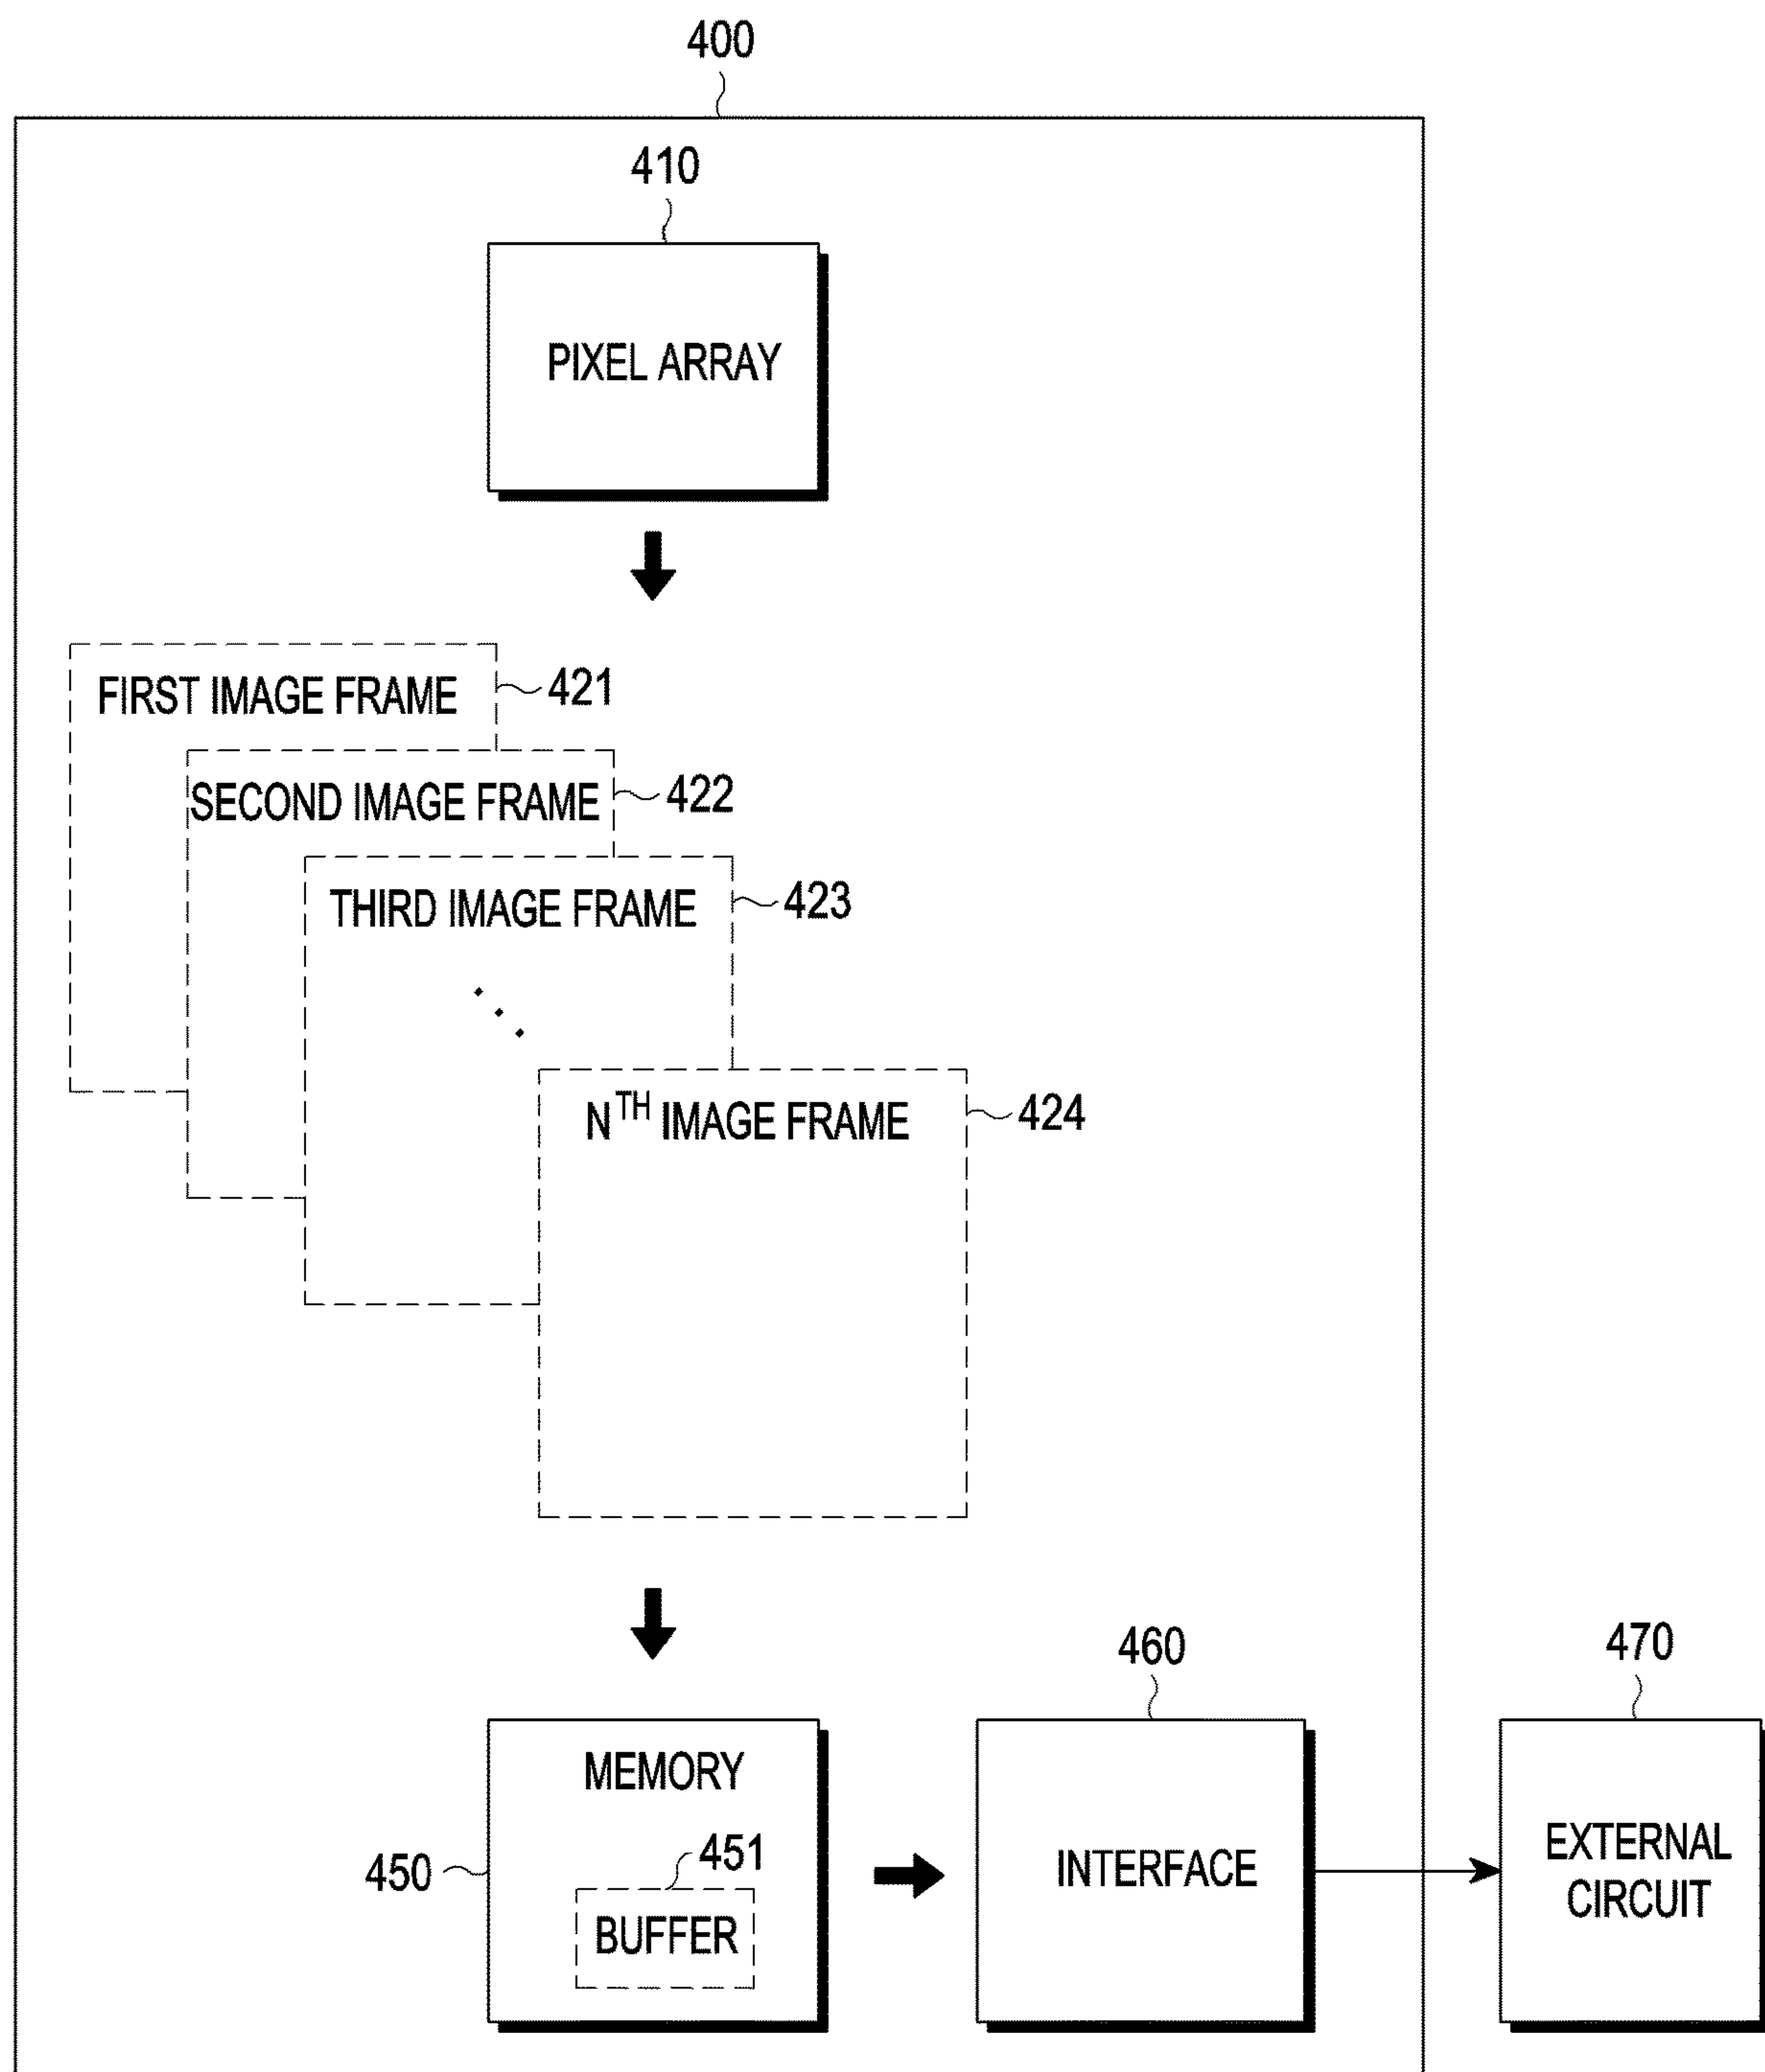 400
410
PIXEL ARRAY
FIRST IMAGE FRAME
421
SECOND IMAGE FRAME
422
THIRD IMAGE FRAME
423
NTH IMAGE FRAME
424
460
470
MEMORY
450
451
BUFFER
INTERFACE
EXTERNAL
CIRCUIT